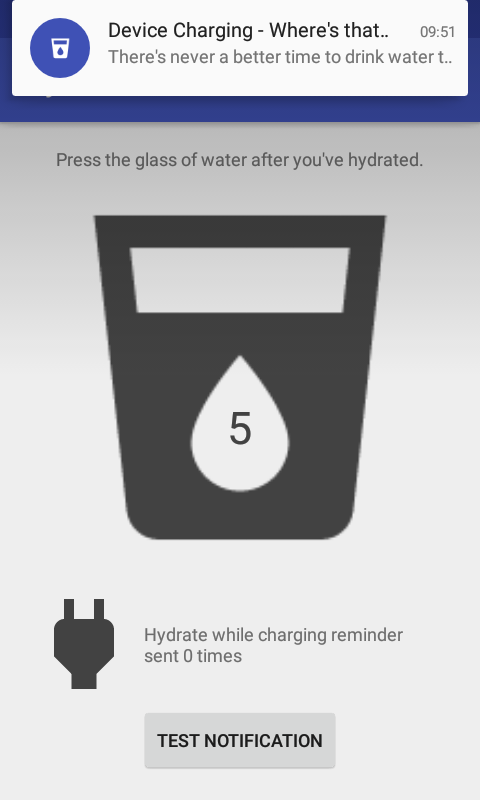 Device Charging - Where's that..
09:51
There's never a better time to drink water t..
Press the glass of water after you've hydrated.
5
Hydrate while charging reminder
sent 0 times
TEST NOTIFICATION